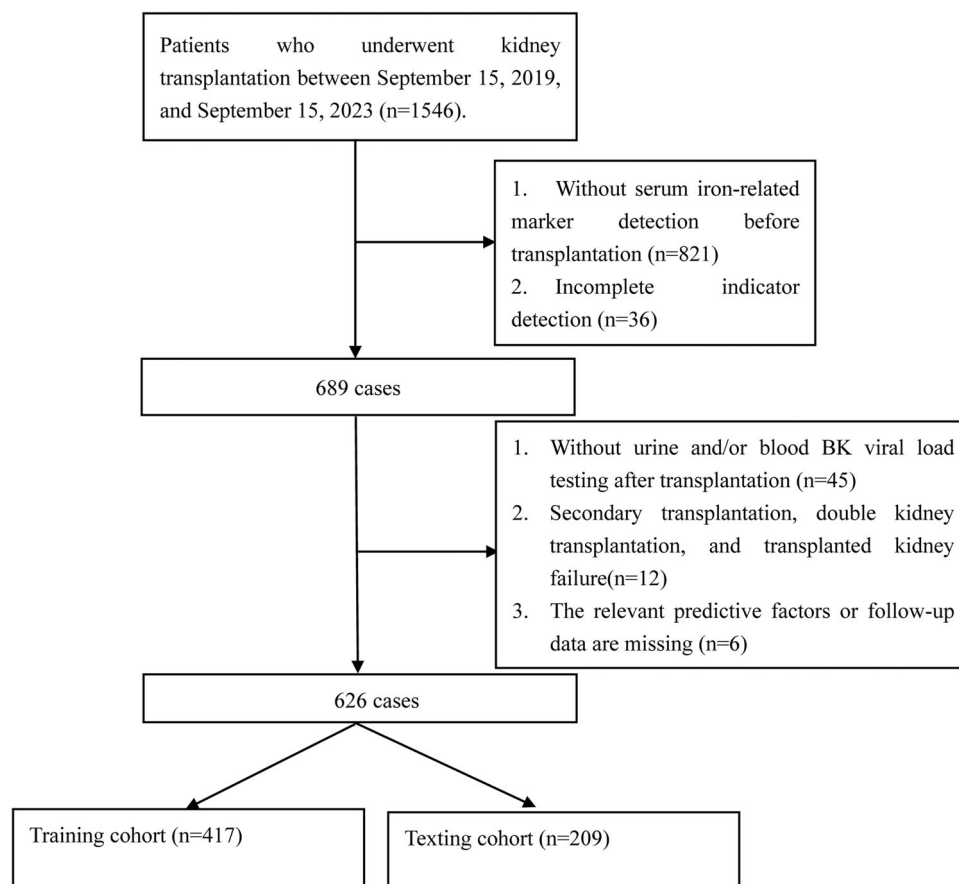 Patients who underwent kidney
transplantation between September 15, 2019,
and September 15, 2023 (n=1546).
1. Without serum iron-related
marker detection before
transplantation (n=821)
2. Incomplete indicator
detection (n=36)
689 cases
1. Without urine and/or blood BK viral load
testing after transplantation (n=45)
2. Secondary transplantation, double kidney
transplantation, and transplanted kidney
failure(n=12)
3. The relevant predictive factors or follow-up
data are missing (n=6)
626 cases
Training cohort (n=417)
Texting cohort (n=209)